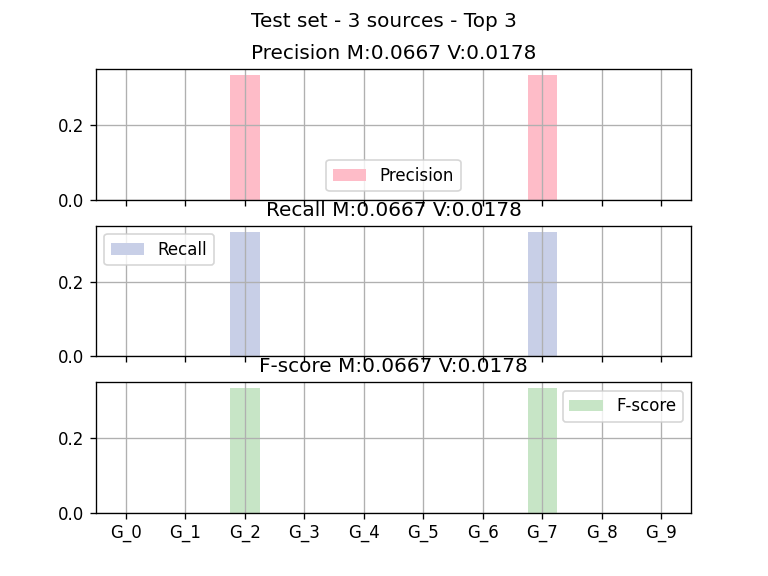 Test set - 3 sources - Top 3
Precision M:0.0667 V:0.0178
0.2
0.0
Precision
Recall M:0.0667 V:0.0178
Recall
0.2
0.0
F-score M:0.0667 V:0.0178
F-score
0.2
0.0
G_0 G_1 G_2 G_3 G_4 G_5 G_6 G_7 G_8 G_9